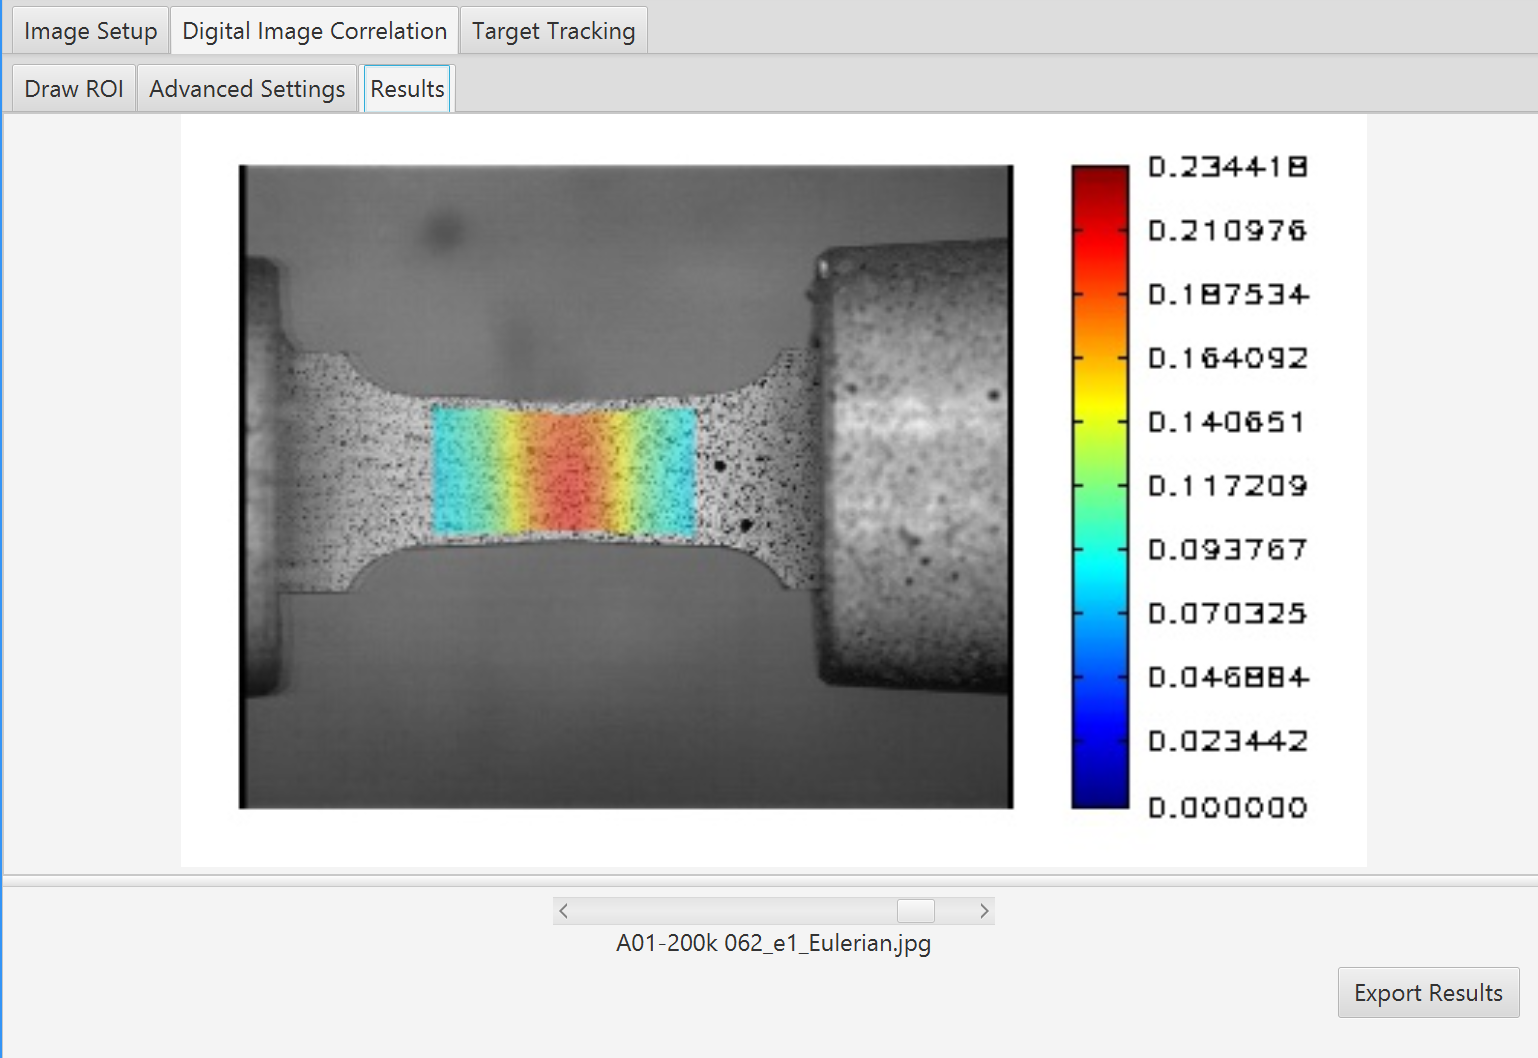 Image Setup Digital Image Correlation Target Tracking
Draw ROI Advanced Settings Results
0.234418
0.210976
0.187534
0.164092
0.140651
0.117209
0.093767
0.070325
0.046884
0.023442
0.000000
A01-200k 062_e1_Eulerian.jpg
Export Results